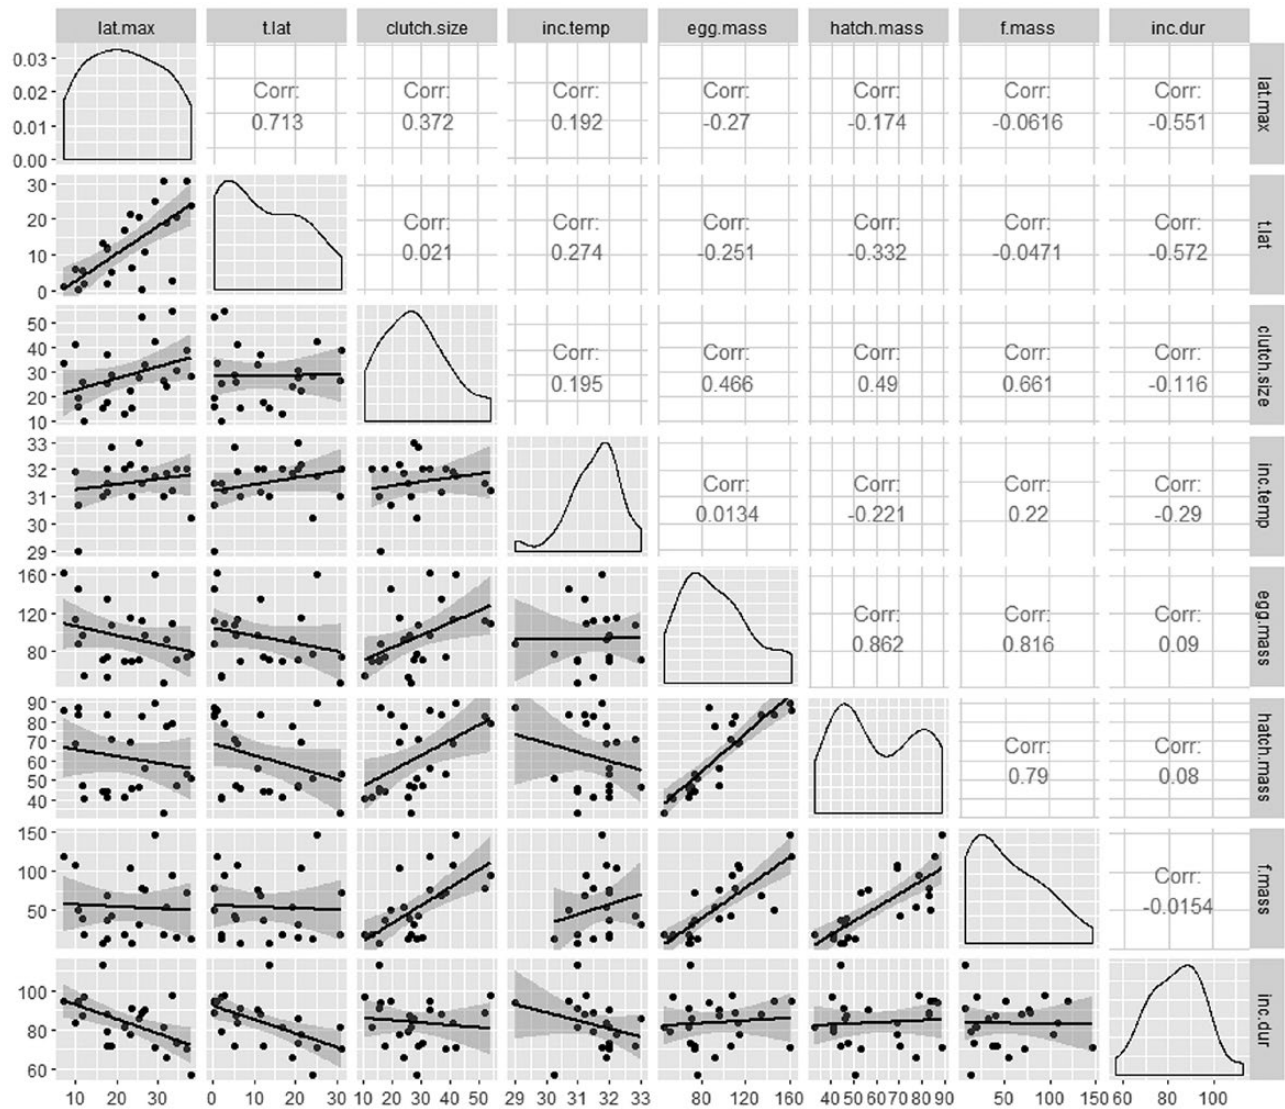 lat.max t.lat clutch.size inc.temp egg.mass hatch.mass f.mass inc.dur
0.03
0.02
0.01
0.00
Corr: Corr: Corr: Corr: Corr: Corr: Corr:
0.713 0.372 0.192 -0.27 -0.174 -0.0616 -0.551
lat.max
30
20
10
0
Corr: Corr: Corr: Corr: Corr: Corr:
0.021 0.274 -0.251 -0.332 -0.0471 -0.572
t.lat
50
40
30
20
10
Corr: Corr: Corr: Corr: Corr:
0.195 0.466 0.49 0.661 -0.116
clutch.size
33
32
31
30
29
Corr: Corr: Corr: Corr:
0.0134 -0.221 0.22 -0.29
inc.temp
160
120
80
Corr: Corr: Corr:
0.862 0.816 0.09
egg.mass
90
80
70
60
50
40
Corr: Corr:
0.79 0.08
hatch.mass
150
100
50
Corr:
-0.0154
f.mass
100
80
60
inc.dur
10 20 30 0 10 20 30 10 20 30 40 50 29 30 31 32 33 80 120 160 40 50 60 70 80 90 50 100 150 60 80 100